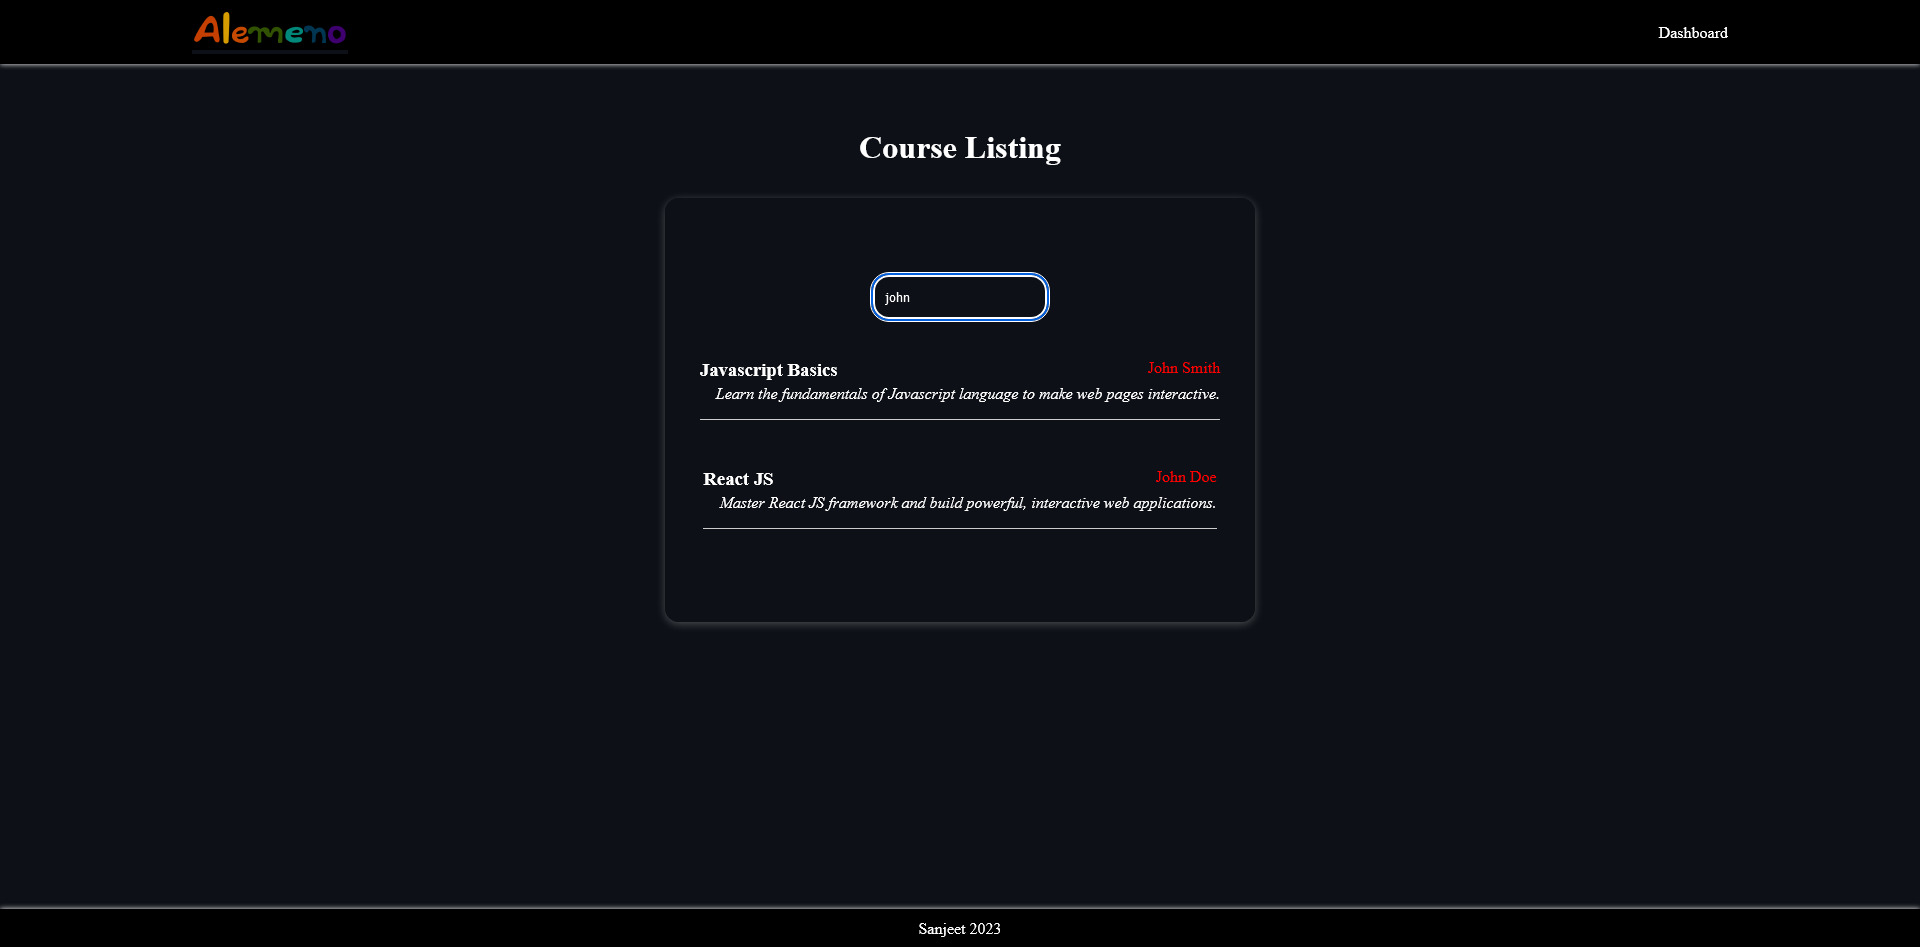 Alememo
Dashboard
Course Listing
john
Javascript Basics
John Smith
Learn the fundamentals of Javascript language to make web pages interactive.
React JS
John Doe
Master React JS framework and build powerful, interactive web applications.
Sanjeet 2023